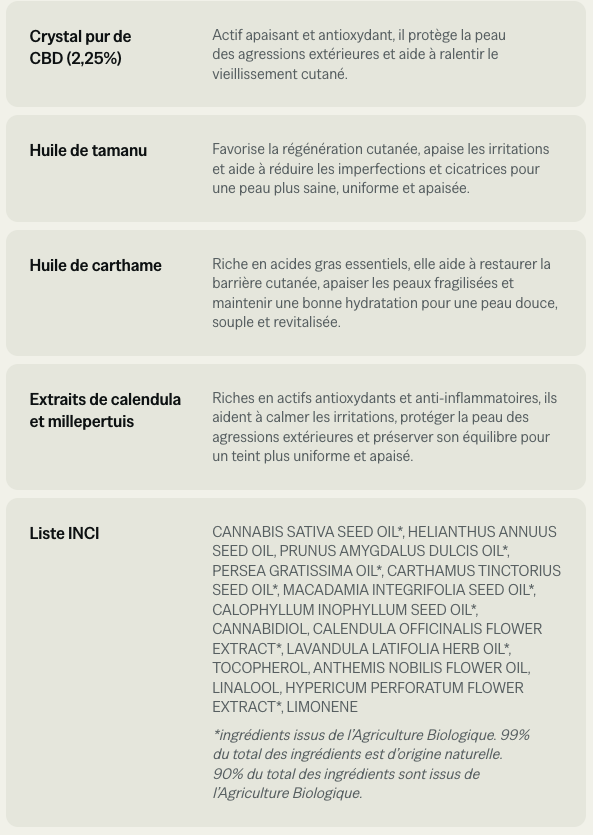 Crystal pur de
CBD (2,25%)
Actif apaisant et antioxydant, il protège la peau
des agressions extérieures et aide à ralentir le
vieillissement cutané.
Huile de tamanu
Favorise la régénération cutanée, apaise les irritations
et aide à réduire les imperfections et cicatrices pour
une peau plus saine, uniforme et apaisée.
Huile de carthame
Riche en acides gras essentiels, elle aide à restaurer la
barrière cutanée, apaiser les peaux fragilisées et
maintenir une bonne hydratation pour une peau douce,
souple et revitalisée.
Extraits de calendula
et millepertuis
Riches en actifs antioxydants et anti-inflammatoires, ils
aident à calmer les irritations, protéger la peau des
agressions extérieures et préserver son équilibre pour
un teint plus uniforme et apaisé.
Liste INCI
CANNABIS SATIVA SEED OIL*, HELIANTHUS ANNUUS
SEED OIL, PRUNUS AMYGDALUS DULCIS OIL*,
PERSEA GRATISSIMA OIL*, CARTHAMUS TINCTORIUS
SEED OIL*, MACADAMIA INTEGRIFOLIA SEED OIL*,
CALOPHYLLUM INOPHYLLUM SEED OIL*,
CANNABIDIOL, CALENDULA OFFICINALIS FLOWER
EXTRACT*, LAVANDULA LATIFOLIA HERB OIL*,
TOCOPHEROL, ANTHEMIS NOBILIS FLOWER OIL,
LINALOOL, HYPERICUM PERFORATUM FLOWER
EXTRACT*, LIMONENE
*ingrédients issus de l’Agriculture Biologique. 99%
du total des ingrédients est d’origine naturelle.
90% du total des ingrédients sont issus de
l’Agriculture Biologique.